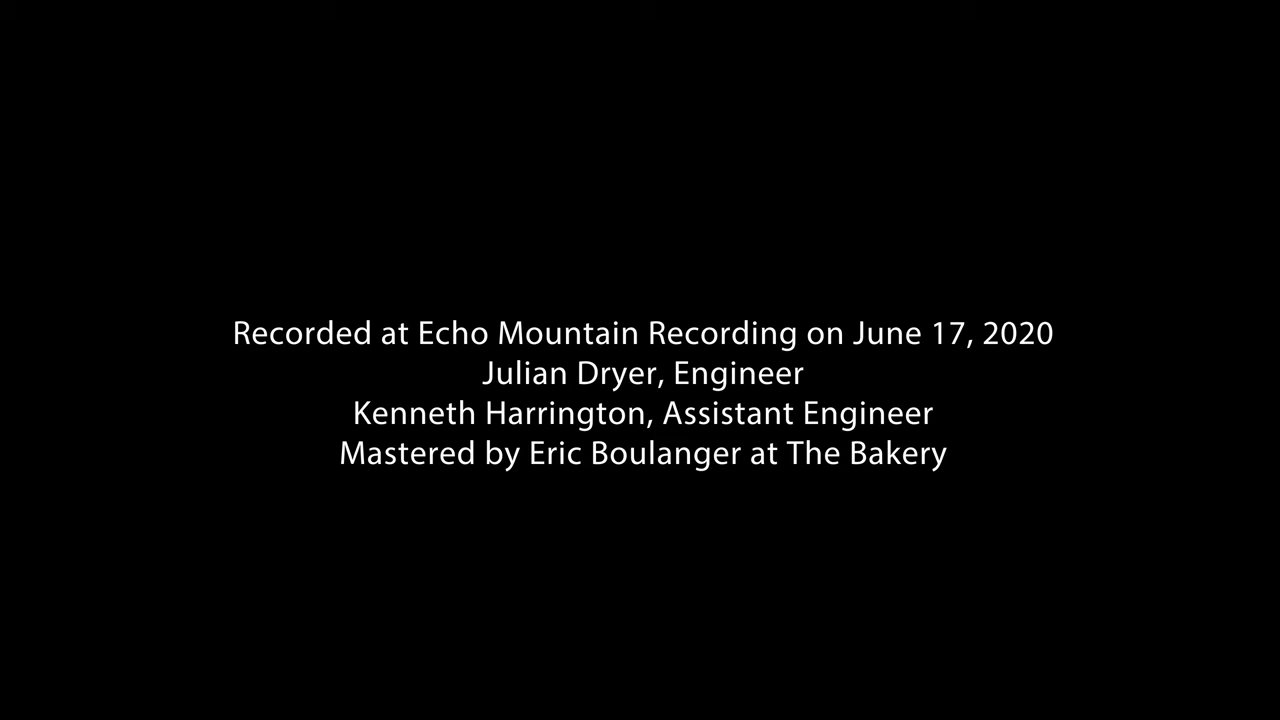 Recorded at Echo Mountain Recording on June 17, 2020
Julian Dryer, Engineer
Kenneth Harrington, Assistant Engineer
Mastered by Eric Boulanger at The Bakery